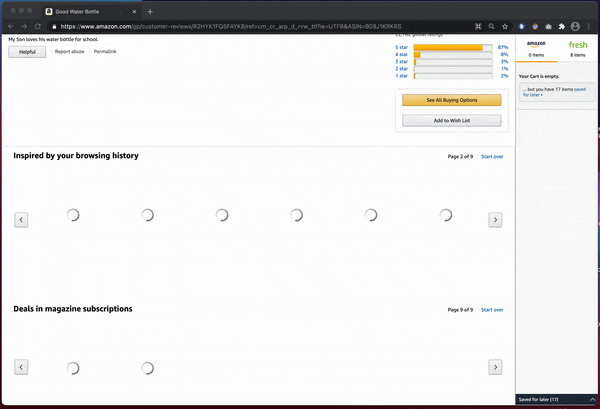 Good Water Bottle
https://www.amazon.com/gp/customer-reviews/R2HYK1FQ5FAYK8/ref=cm_cr_arp_d_rvw_ttl?ie=UTF8&ASIN=B08J1KRKRS
My Son loves his water bottle for school.
Helpful
Report abuse
Permalink
global ratings
5 star 87%
4 star 8%
3 star 3%
2 star 1%
1 star 2%
See All Buying Options
Add to Wish List
amazon
0 items
fresh
8 items
Your Cart is empty.
... but you have 17 items saved
for later
Inspired by your browsing history
Page 2 of 9
Start over
Deals in magazine subscriptions
Page 9 of 9
Start over
Saved for later (17)